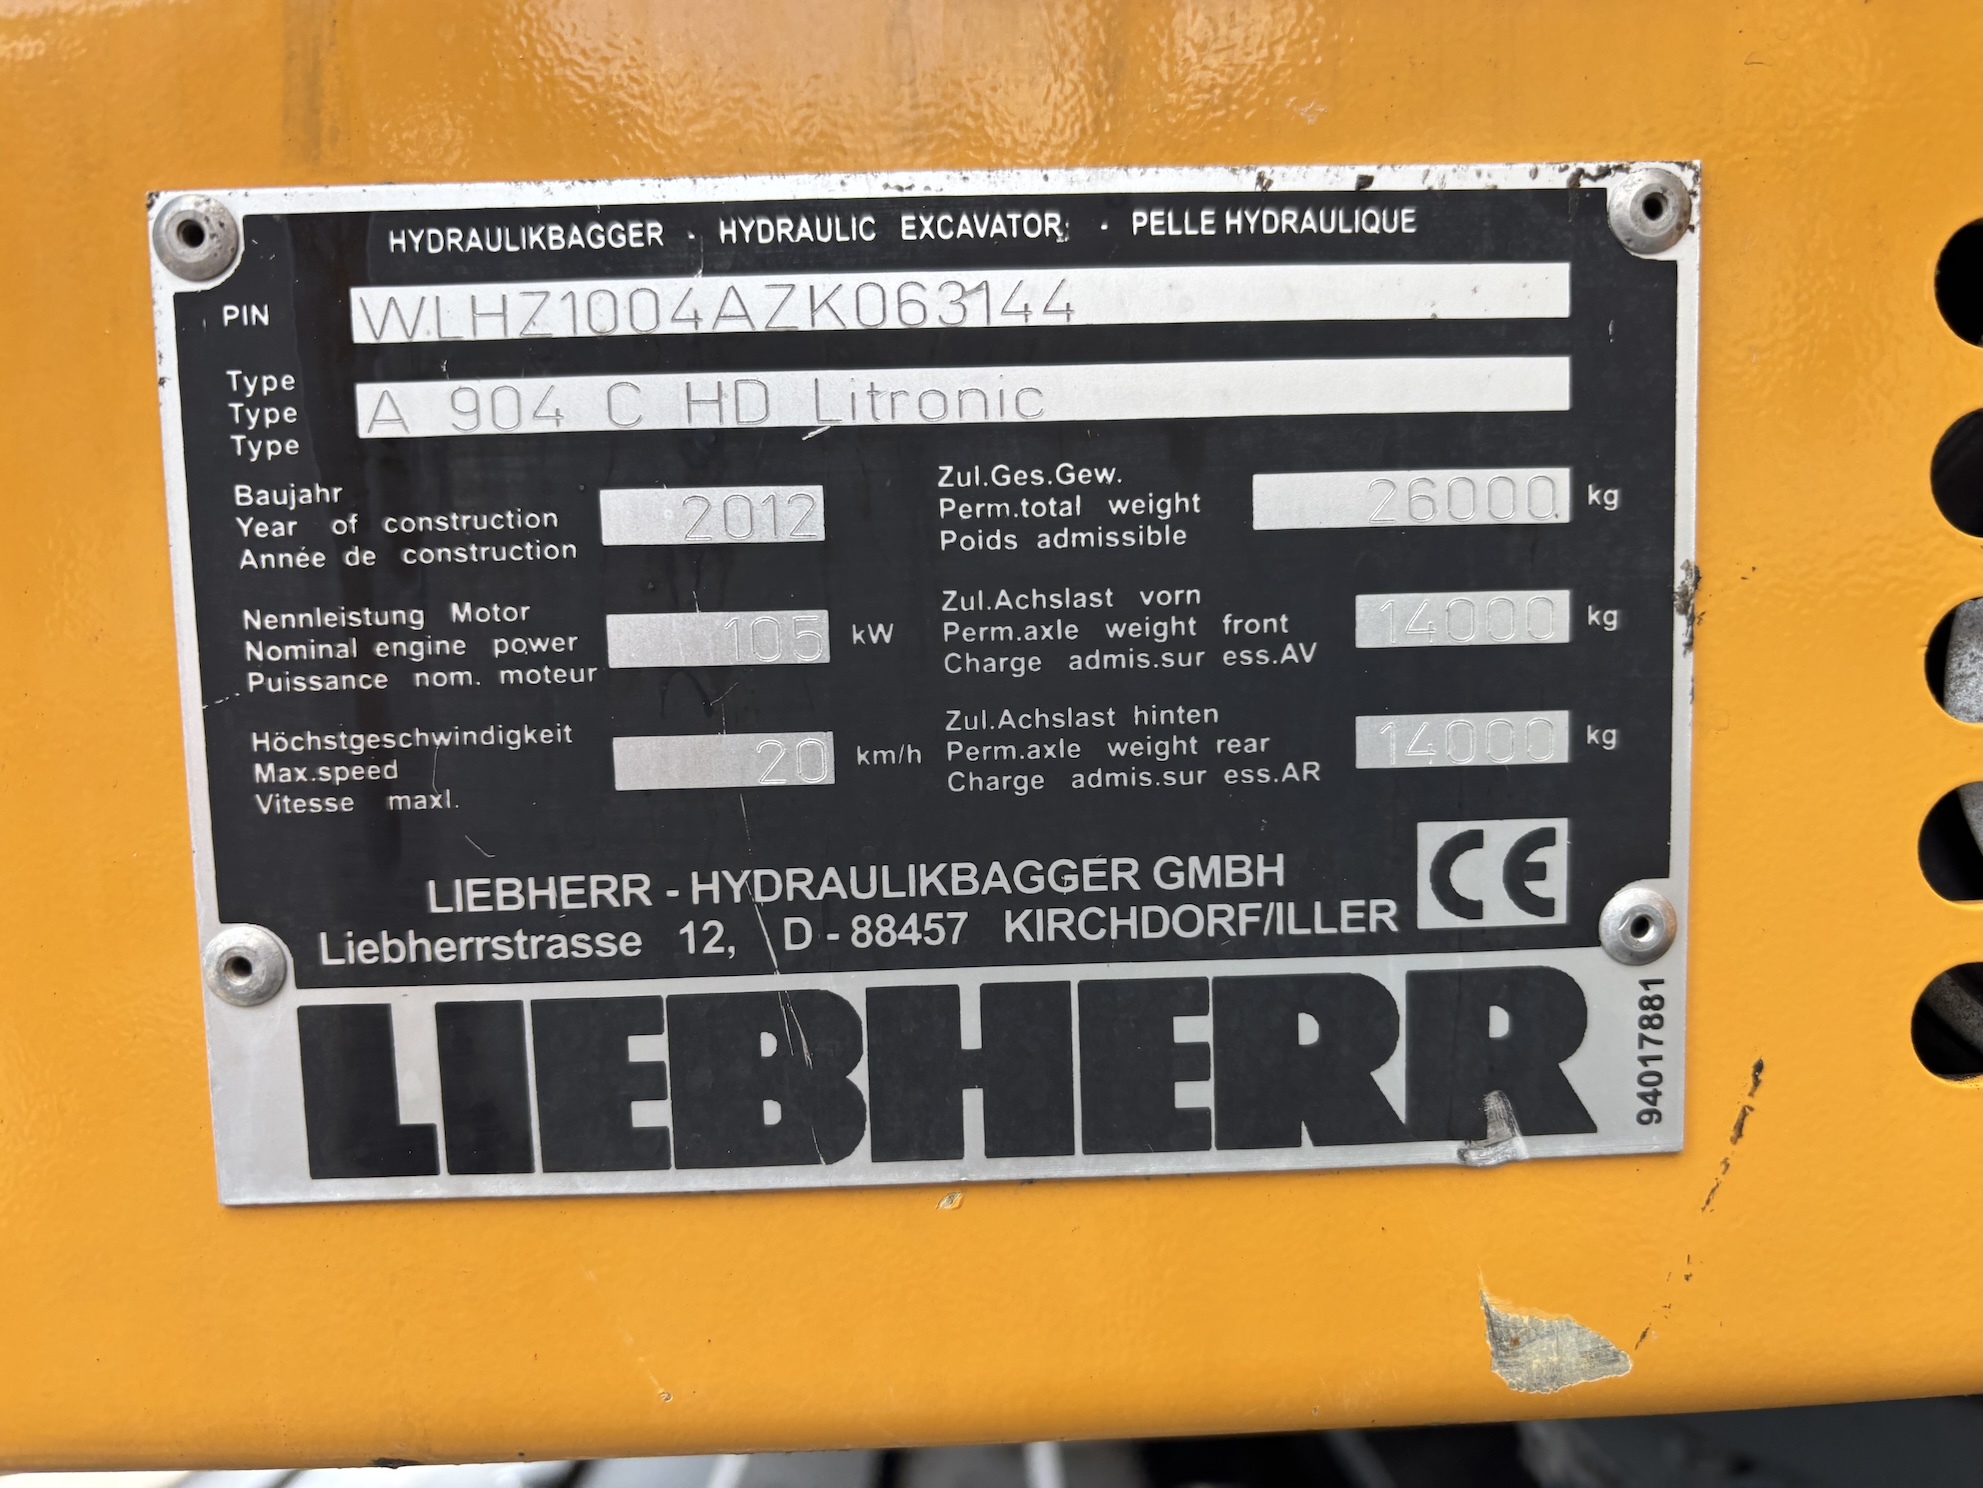 HYDRAULIKBAGGER · HYDRAULIC EXCAVATOR · PELLE HYDRAULIQUE
PIN WLHZ1004AZK063144
Type
Type A 904 C HD Litronic
Type
Baujahr
Year of construction 2012
Année de construction
Zul.Ges.Gew.
Perm.total weight 26000 kg
Poids admissible
Nennleistung Motor
Nominal engine power 105 kW
Puissance nom. moteur
Zul.Achslast vorn
Perm.axle weight front 14000 kg
Charge admis.sur ess.AV
Höchstgeschwindigkeit
Max.speed 20 km/h
Vitesse maxl.
Zul.Achslast hinten
Perm.axle weight rear 14000 kg
Charge admis.sur ess.AR
LIEBHERR - HYDRAULIKBAGGER GMBH
Liebherrstrasse 12, D - 88457 KIRCHDORF/ILLER
CE
LIEBHERR
94017881